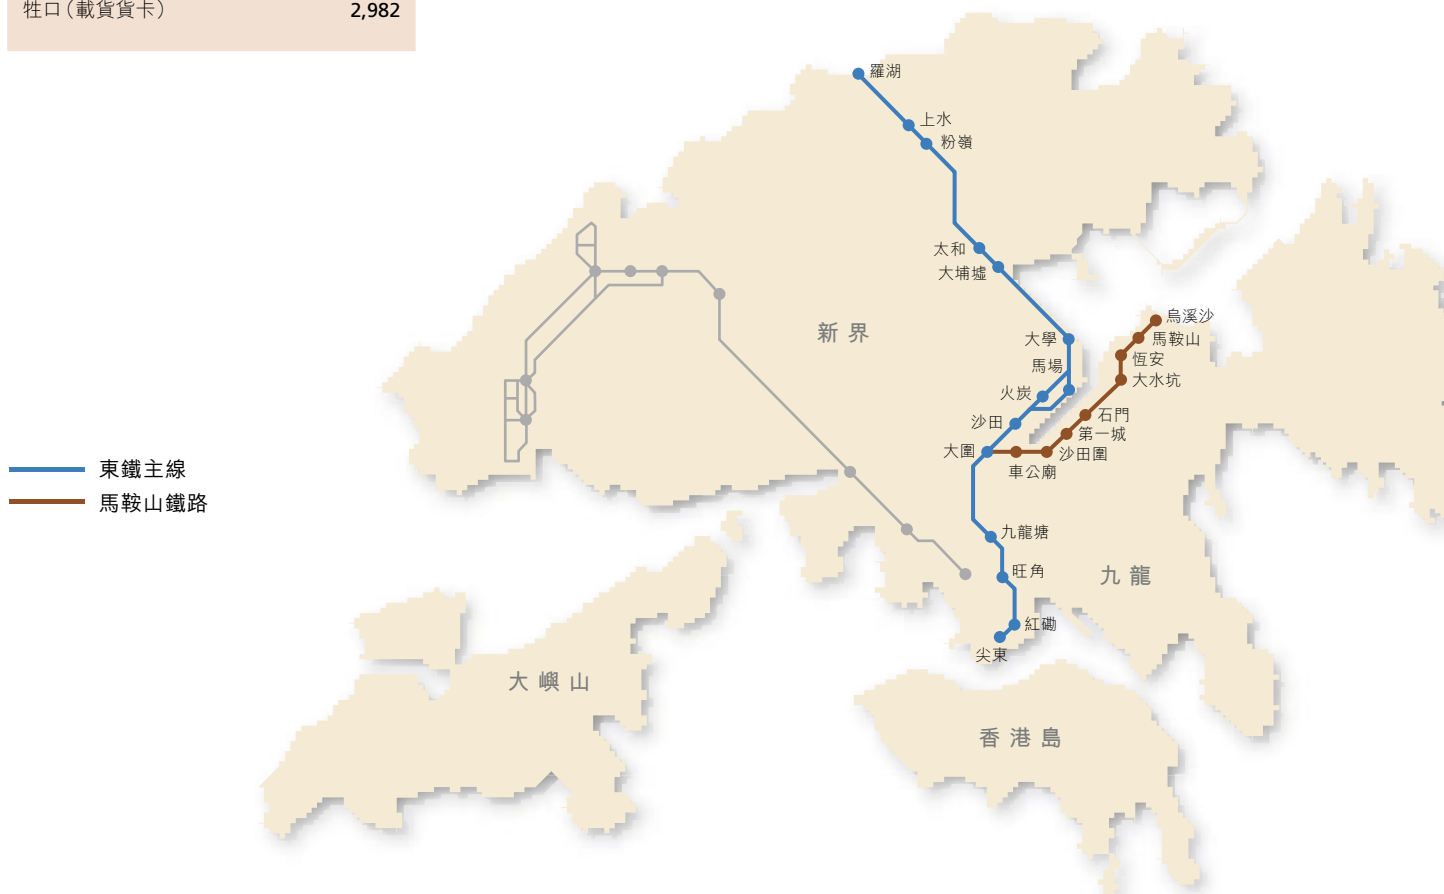 牲口（載貨貨卡） 2,982
羅湖
上水
粉嶺
太和
大埔墟
烏溪沙
新界
大學
馬鞍山
恆安
馬場
大水坑
火炭
石門
沙田
第一城
大圍
沙田圍
車公廟
東鐵主線
馬鞍山鐵路
九龍塘
旺角
九龍
紅磡
尖東
大嶼山
香港島